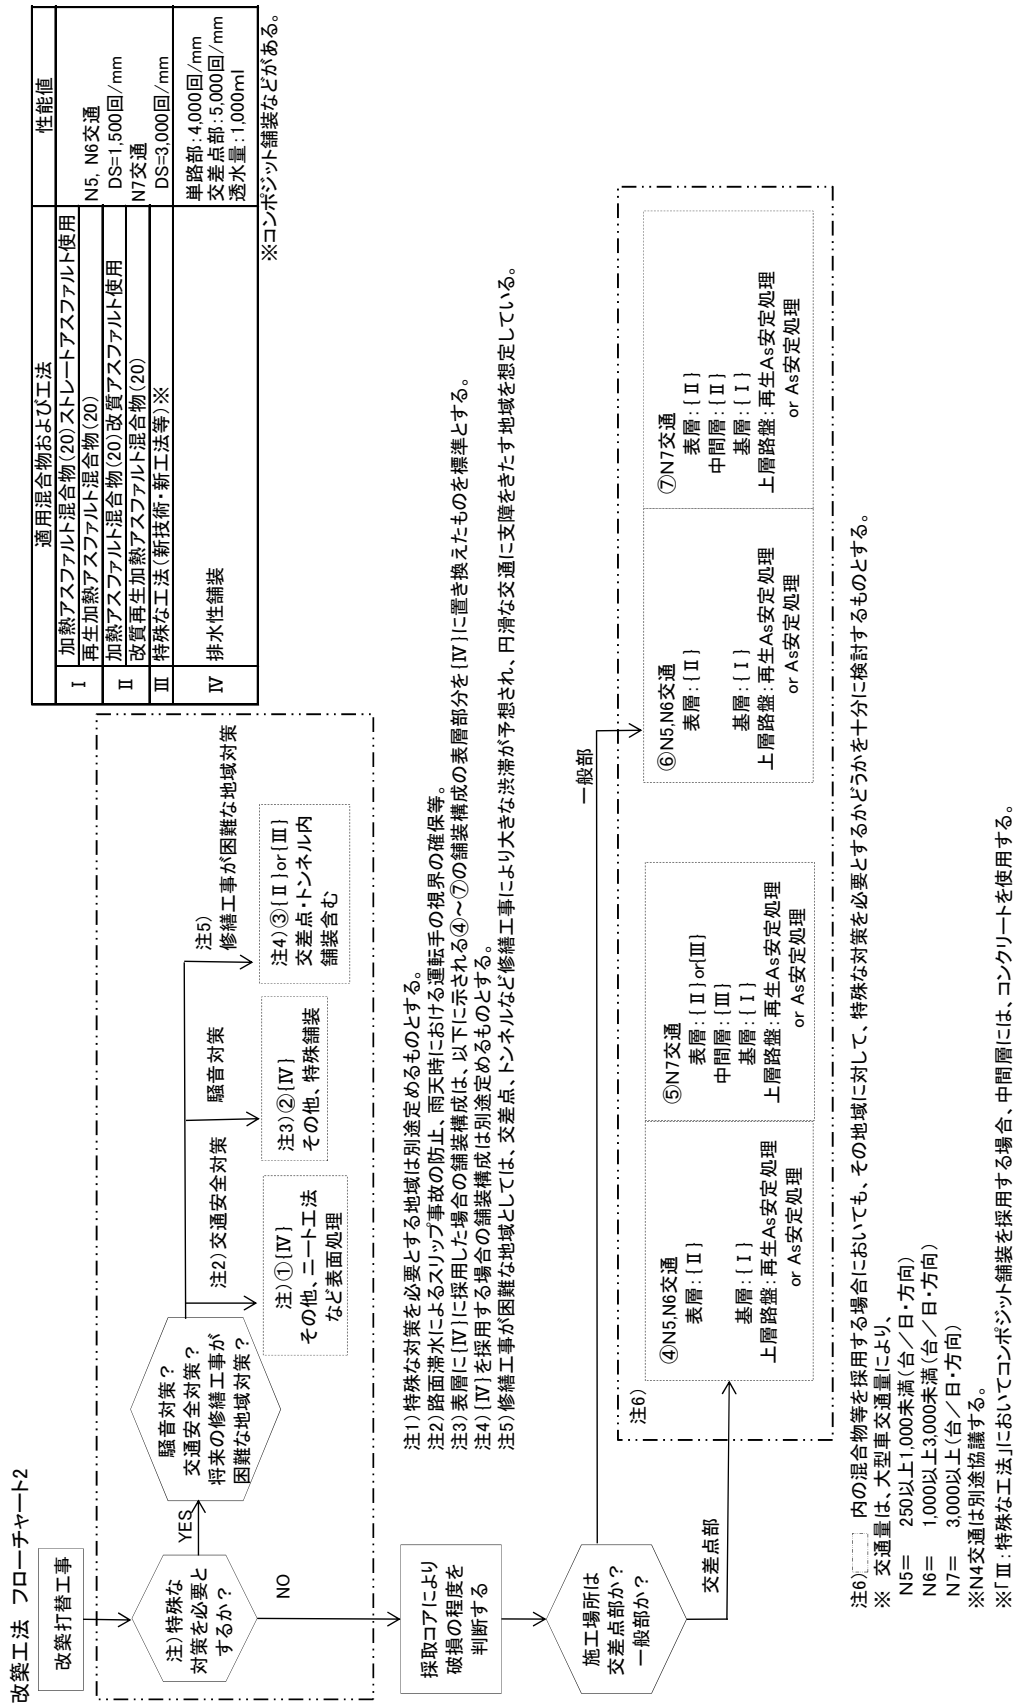 改築工法 フローチャート2
改築打替工事
注)特殊な
対策を必要と
するか?
YES
NO
騒音対策?
交通安全対策?
将来の修繕工事が
困難な地域対策?
注2)交通安全対策
騒音対策
注5)
修繕工事が困難な地域対策
注)①{Ⅳ}
その他、ニート工法
など表面処理
注3)②{Ⅳ}
その他、特殊舗装
注4)③{Ⅱ}or{Ⅲ}
交差点・トンネル内
舗装含む
適用混合物および工法 性能値
Ⅰ 加熱アスファルト混合物(20)ストレートアスファルト使用
再生加熱アスファルト混合物(20)
Ⅱ 加熱アスファルト混合物(20)改質アスファルト使用
改質再生加熱アスファルト混合物(20)
Ⅲ 特殊な工法(新技術・新工法等)※
Ⅳ 排水性舗装
N5, N6交通
DS=1,500回/mm
N7交通
DS=3,000回/mm
単路部:4,000回/mm
交差点部:5,000回/mm
透水量:1,000ml
※コンポジット舗装などがある。
注1)特殊な対策を必要とする地域は別途定めるものとする。
注2)路面滞水によるスリップ事故の防止、雨天時における運転手の視界の確保等。
注3)表層に{Ⅳ}に採用した場合の舗装構成は、以下に示される④~⑦の舗装構成の表層部分を{Ⅳ}に置き換えたものを標準とする。
注4){Ⅳ}を採用する場合の舗装構成は別途定めるものとする。
注5)修繕工事が困難な地域としては、交差点、トンネルなど修繕工事により大きな渋滞が予想され、円滑な交通に支障をきたす地域を想定している。
採取コアにより
破損の程度を
判断する
施工場所は
交差点部か?
一般部か?
交差点部
一般部
注6)
④N5,N6交通
表層:{Ⅱ}
基層:{Ⅰ}
上層路盤:再生As安定処理
or As安定処理
⑤N7交通
表層:{Ⅱ}or{Ⅲ}
中間層:{Ⅲ}
基層:{Ⅰ}
上層路盤:再生As安定処理
or As安定処理
⑥N5,N6交通
表層:{Ⅱ}
基層:{Ⅰ}
上層路盤:再生As安定処理
or As安定処理
⑦N7交通
表層:{Ⅱ}
中間層:{Ⅱ}
基層:{Ⅰ}
上層路盤:再生As安定処理
or As安定処理
注6) 内の混合物等を採用する場合においても、その地域に対して、特殊な対策を必要とするかどうかを十分に検討するものとする。
※ 交通量は、大型車交通量により、
N5= 250以上1,000未満(台/日・方向)
N6= 1,000以上3,000未満(台/日・方向)
N7= 3,000以上(台/日・方向)
※N4交通は別途協議する。
※「Ⅲ:特殊な工法」においてコンポジット舗装を採用する場合、中間層には、コンクリートを使用する。